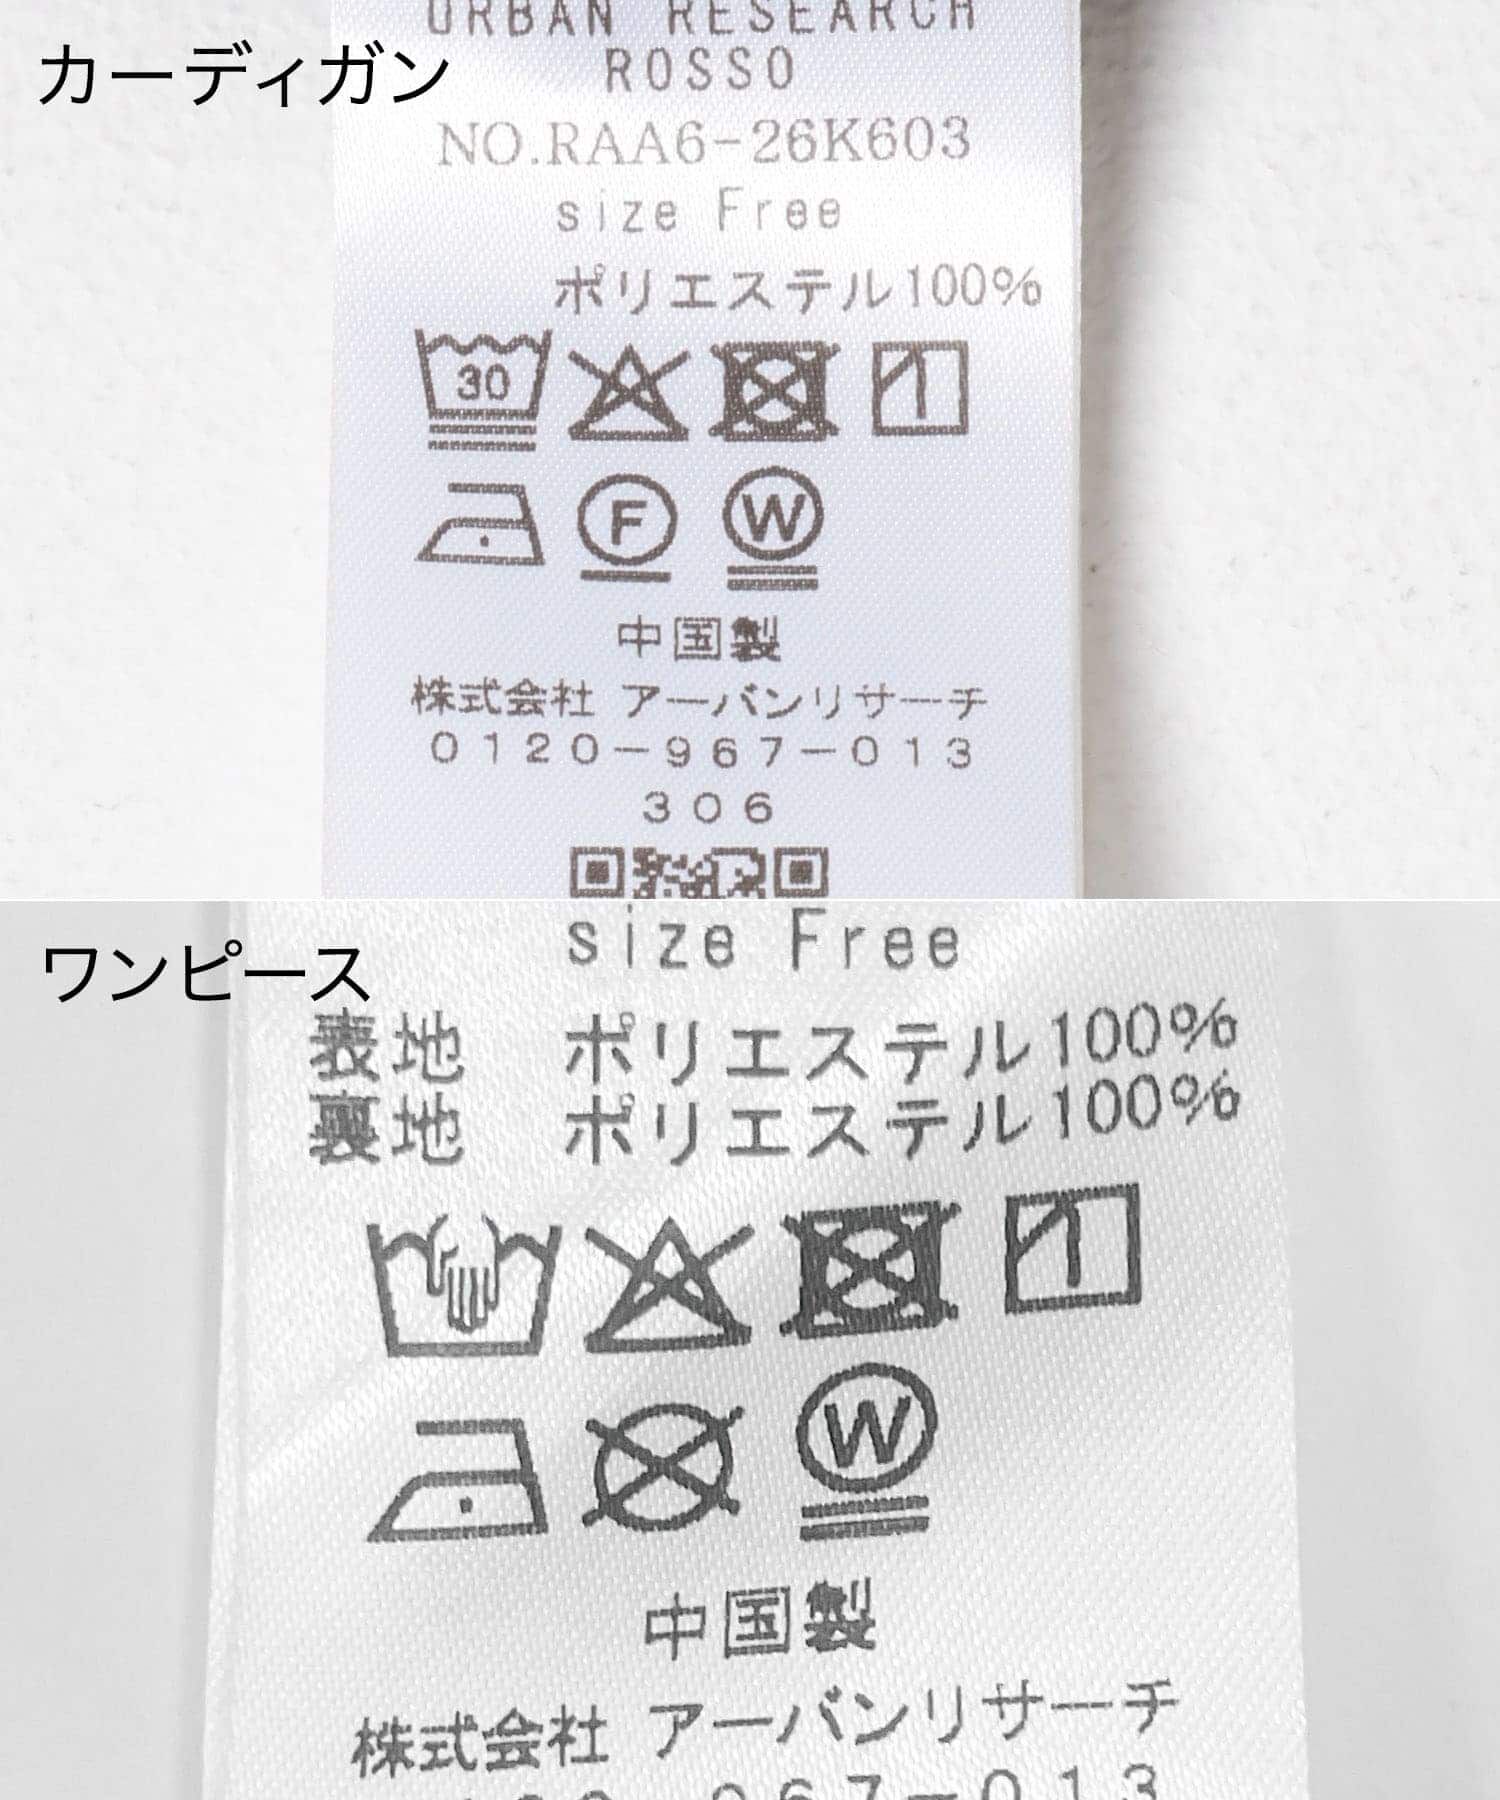 カーディガン
URBAN RESEARCH
ROSSO
NO.RAA6-26K603
size Free
ポリエステル100%
30
F
W
中国製
株式会社 アーバンリサーチ
0120-967-013
306
ワンピース
size Free
表地 ポリエステル100%
裏地 ポリエステル100%
W
中国製
株式会社 アーバンリサーチ
967-013